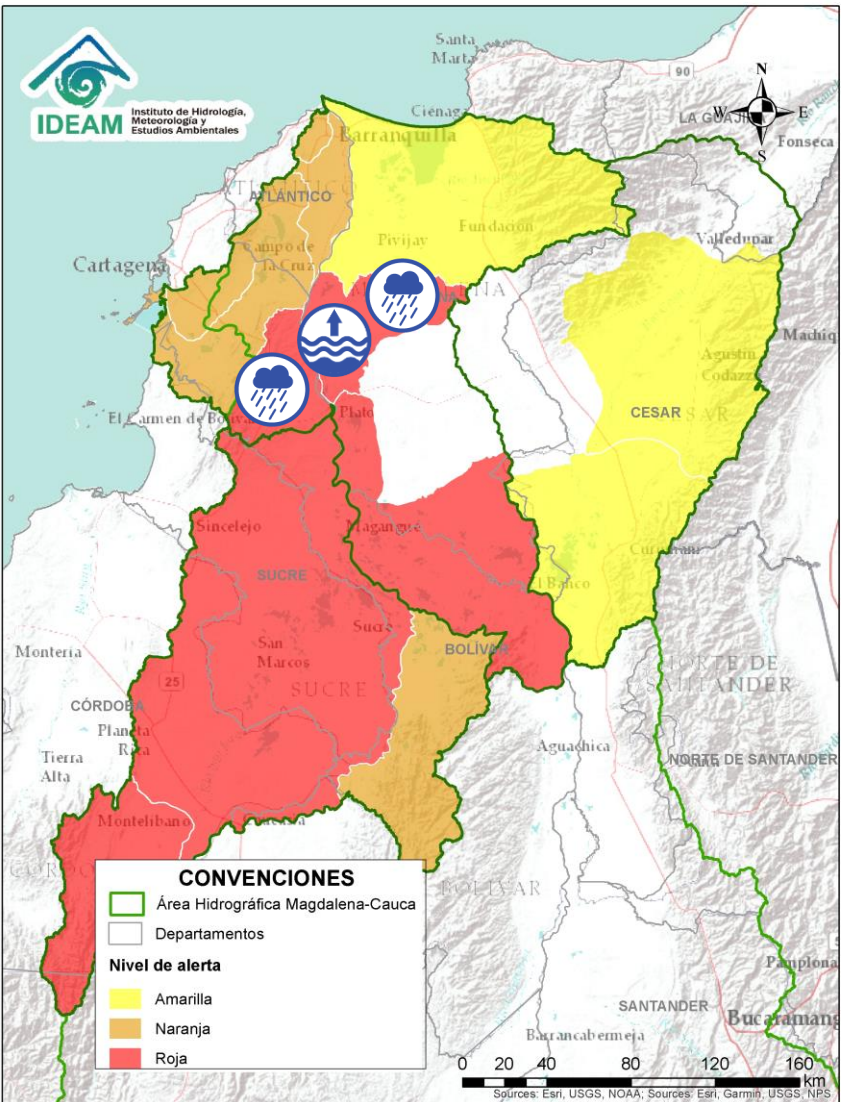 IDEAM
Instituto de Hidrología,
Meteorología y
Estudios Ambientales
Santa
Marta
90
N
W
E
S
LA GUAJIRA
Fonseca
Ciénaga
Barranquilla
ATLÁNTICO
Fundación
Pivijay
Valledupar
Campo de
la Cruz
Cartagena
Agustín
Codazzi
CESAR
Plato
El Carmen de Bolívar
Sincelejo
Magangué
SUCRE
El Banco
Sucre
BOLÍVAR
San
Marcos
SUCRE
Montería
25
NORTE DE
SANTANDER
CÓRDOBA
Planeta
Rica
Tierra
Alta
Aguachica
NORTE DE SANTANDER
Montelíbano
BOLÍVAR
CONVENCIONES
Área Hidrográfica Magdalena-Cauca
Departamentos
Nivel de alerta
Amarilla
Naranja
Roja
Pamplona
SANTANDER
Bucaramang
Barrancabermeja
0 20 40 80 120 160
km
Sources: Esri, USGS, NOAA; Sources: Esri, Garmin, USGS, NPS